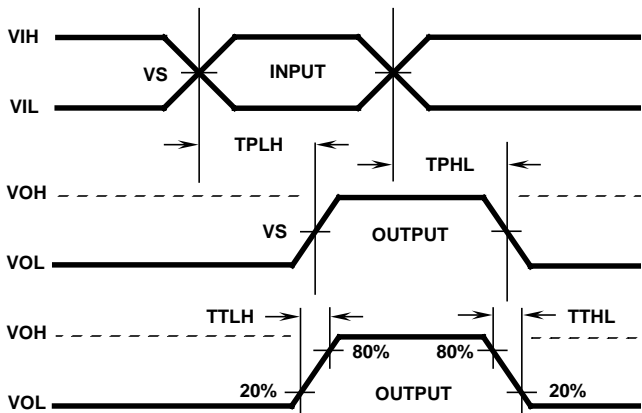 VIH
VS
INPUT
VIL
TPLH
TPHL
VOH
VS
OUTPUT
VOL
TTLH
TTHL
VOH
80%
80%
20%
OUTPUT
20%
VOL